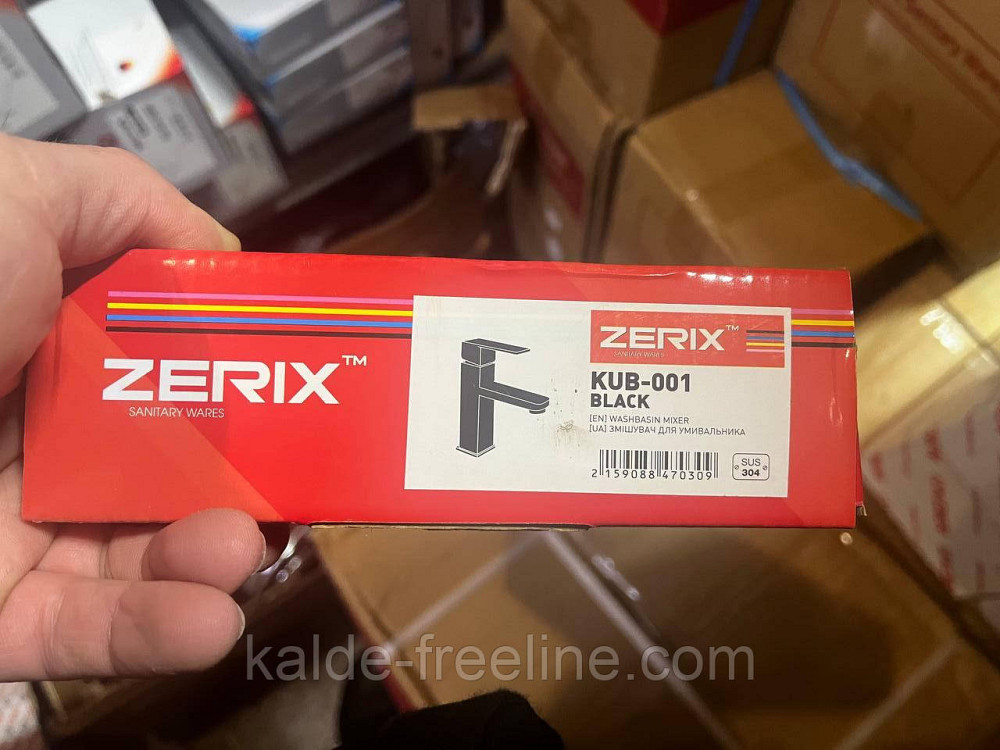 ZERIX™
SANITARY WARES
ZERIX™
SANITARY WARES
KUB-001
BLACK
[EN] WASHBASIN MIXER
[UA] ЗМІШУВАЧ ДЛЯ УМИВАЛЬНИКА
2 159088 470309
SUS
304
kalde-freeline.com